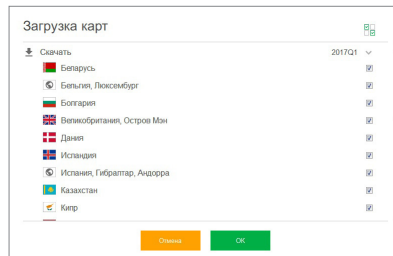 Загрузка карт
Скачать 2017Q1
Беларусь
Бельгия, Люксембург
Болгария
Великобритания, Остров Мэн
Дания
Исландия
Испания, Гибралтар, Андорра
Казахстан
Кипр
Отмена OK